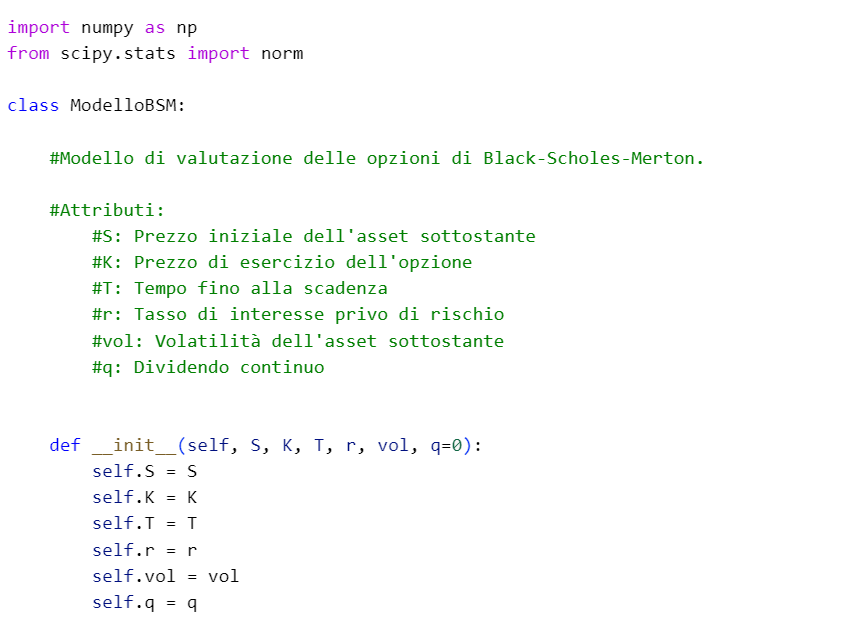 import numpy as np
from scipy.stats import norm
class ModelloBSM:
#Modello di valutazione delle opzioni di Black-Scholes-Merton.
#Attributi:
#S: Prezzo iniziale dell'asset sottostante
#K: Prezzo di esercizio dell'opzione
#T: Tempo fino alla scadenza
#r: Tasso di interesse privo di rischio
#vol: Volatilità dell'asset sottostante
#q: Dividendo continuo
def __init__(self, S, K, T, r, vol, q=0):
self.S = S
self.K = K
self.T = T
self.r = r
self.vol = vol
self.q = q